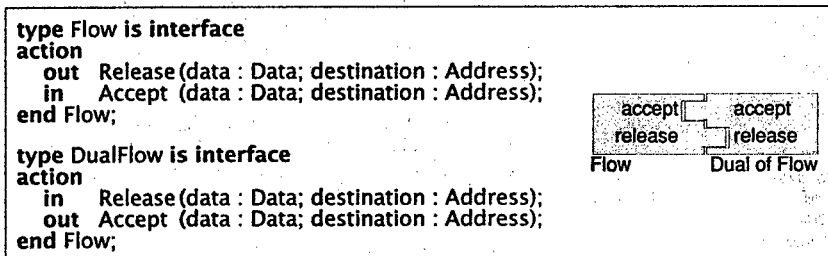 type Flow is interface
action
out Release(data : Data; destination : Address);
in Accept (data : Data; destination : Address);
end Flow;
type DualFlow is interface
action
in Release(data : Data; destination : Address);
out Accept (data : Data; destination : Address);
end Flow;
accept accept
release release
Flow Dual of Flow